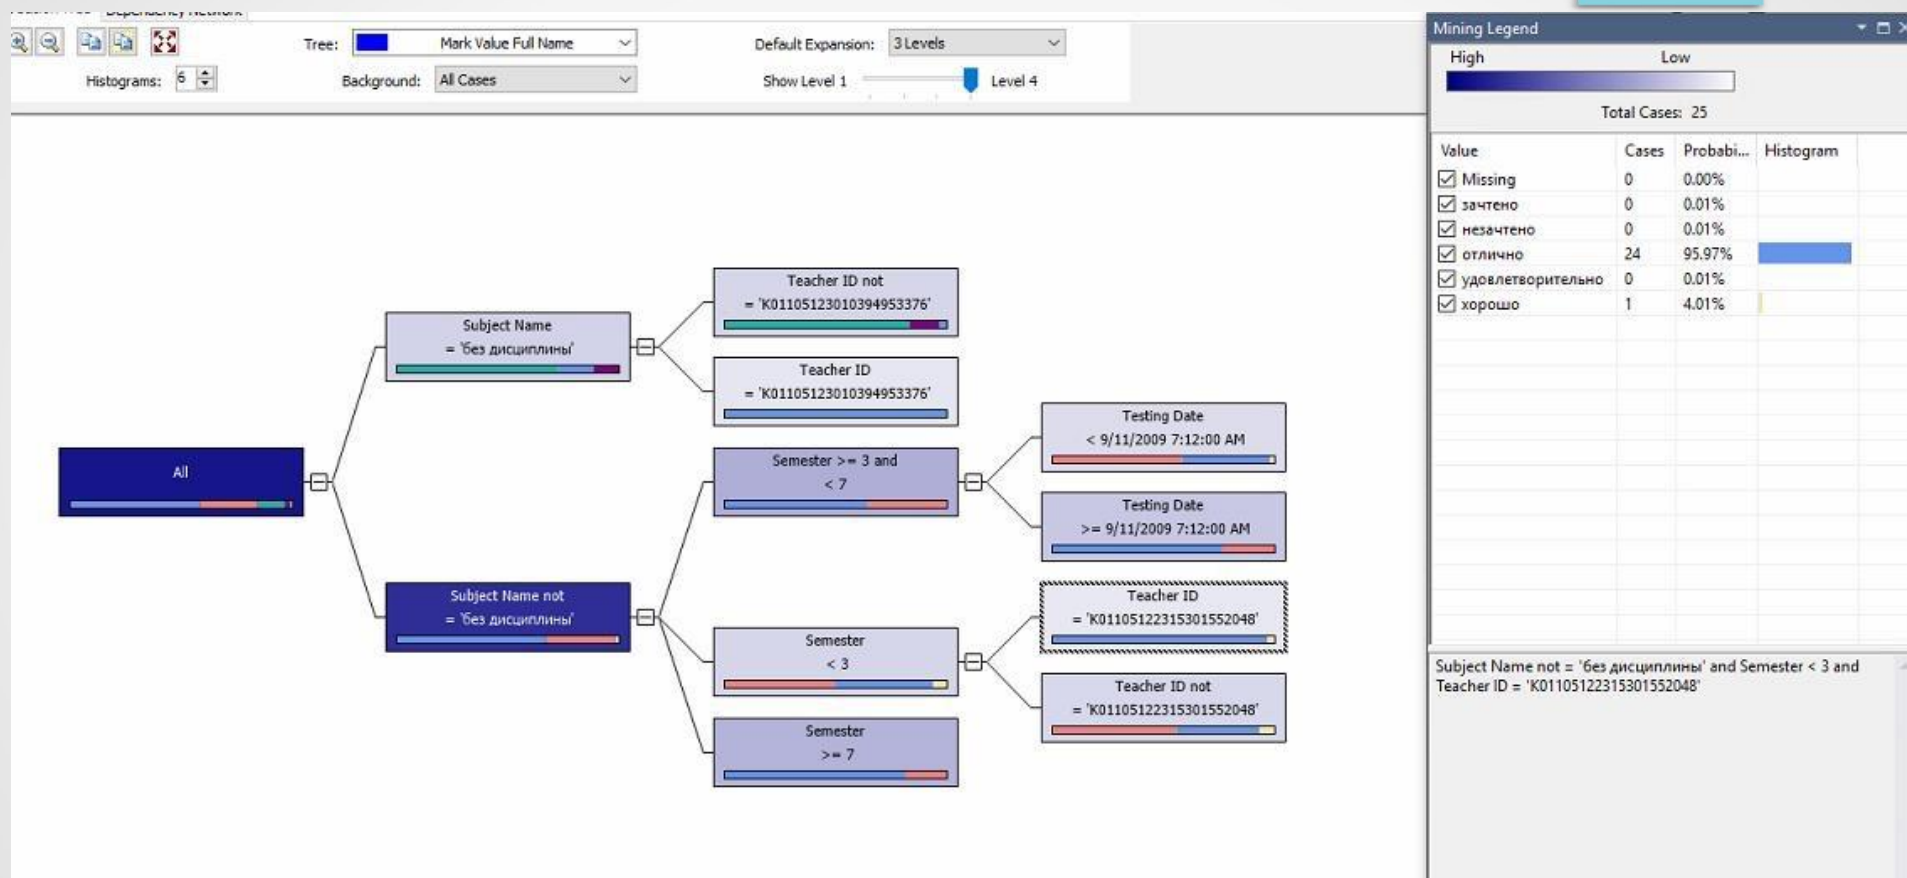 Dependency Network
Tree: Mark Value Full Name
Default Expansion: 3 Levels
Histograms: 6
Background: All Cases
Show Level 1 Level 4
All
Subject Name
= 'без дисциплины'
Subject Name not
= 'без дисциплины'
Teacher ID not
= 'K01105123010394953376'
Teacher ID
= 'K01105123010394953376'
Semester >= 3 and
< 7
Semester
< 3
Semester
>= 7
Testing Date
< 9/11/2009 7:12:00 AM
Testing Date
>= 9/11/2009 7:12:00 AM
Teacher ID
= 'K01105122315301552048'
Teacher ID not
= 'K01105122315301552048'
Mining Legend
High Low
Total Cases: 25
Value Cases Probabi... Histogram
Missing 0 0.00%
зачтено 0 0.01%
незачтено 0 0.01%
отлично 24 95.97%
удовлетворительно 0 0.01%
хорошо 1 4.01%
Subject Name not = 'без дисциплины' and Semester < 3 and
Teacher ID = 'K01105122315301552048'